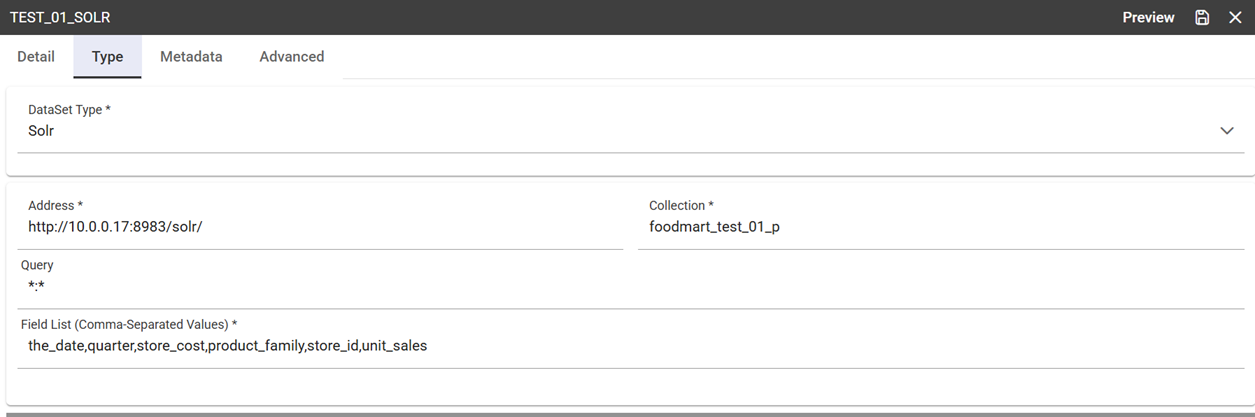 TEST_01_SOLR Preview
Detail Type Metadata Advanced
DataSet Type *
Solr
Address * Collection *
http://10.0.0.17:8983/solr/ foodmart_test_01_p
Query
*:*
Field List (Comma-Separated Values) *
the_date,quarter,store_cost,product_family,store_id,unit_sales